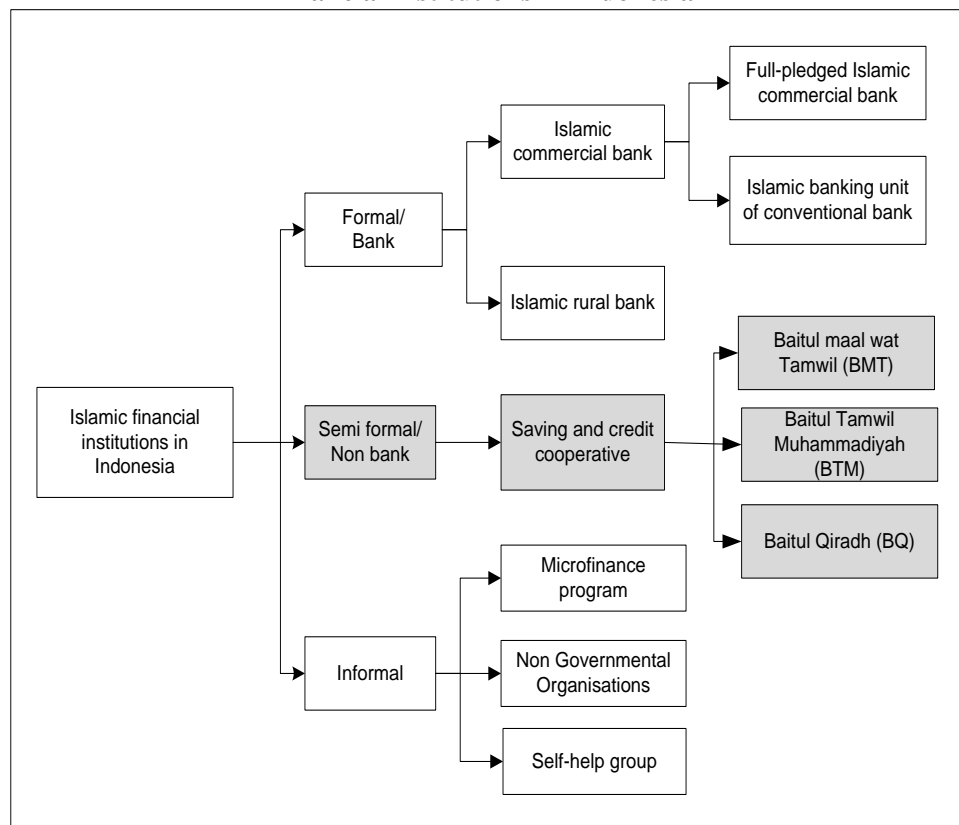 Full-pledged Islamic
commercial bank
Islamic
commercial bank
Islamic banking unit
of conventional bank
Formal/
Bank
Islamic rural bank
Baitul maal wat
Tamwil (BMT)
Islamic financial
institutions in
Indonesia
Semi formal/
Non bank
Saving and credit
cooperative
Baitul Tamwil
Muhammadiyah
(BTM)
Baitul Qiradh (BQ)
Microfinance
program
Informal
Non Governmental
Organisations
Self-help group